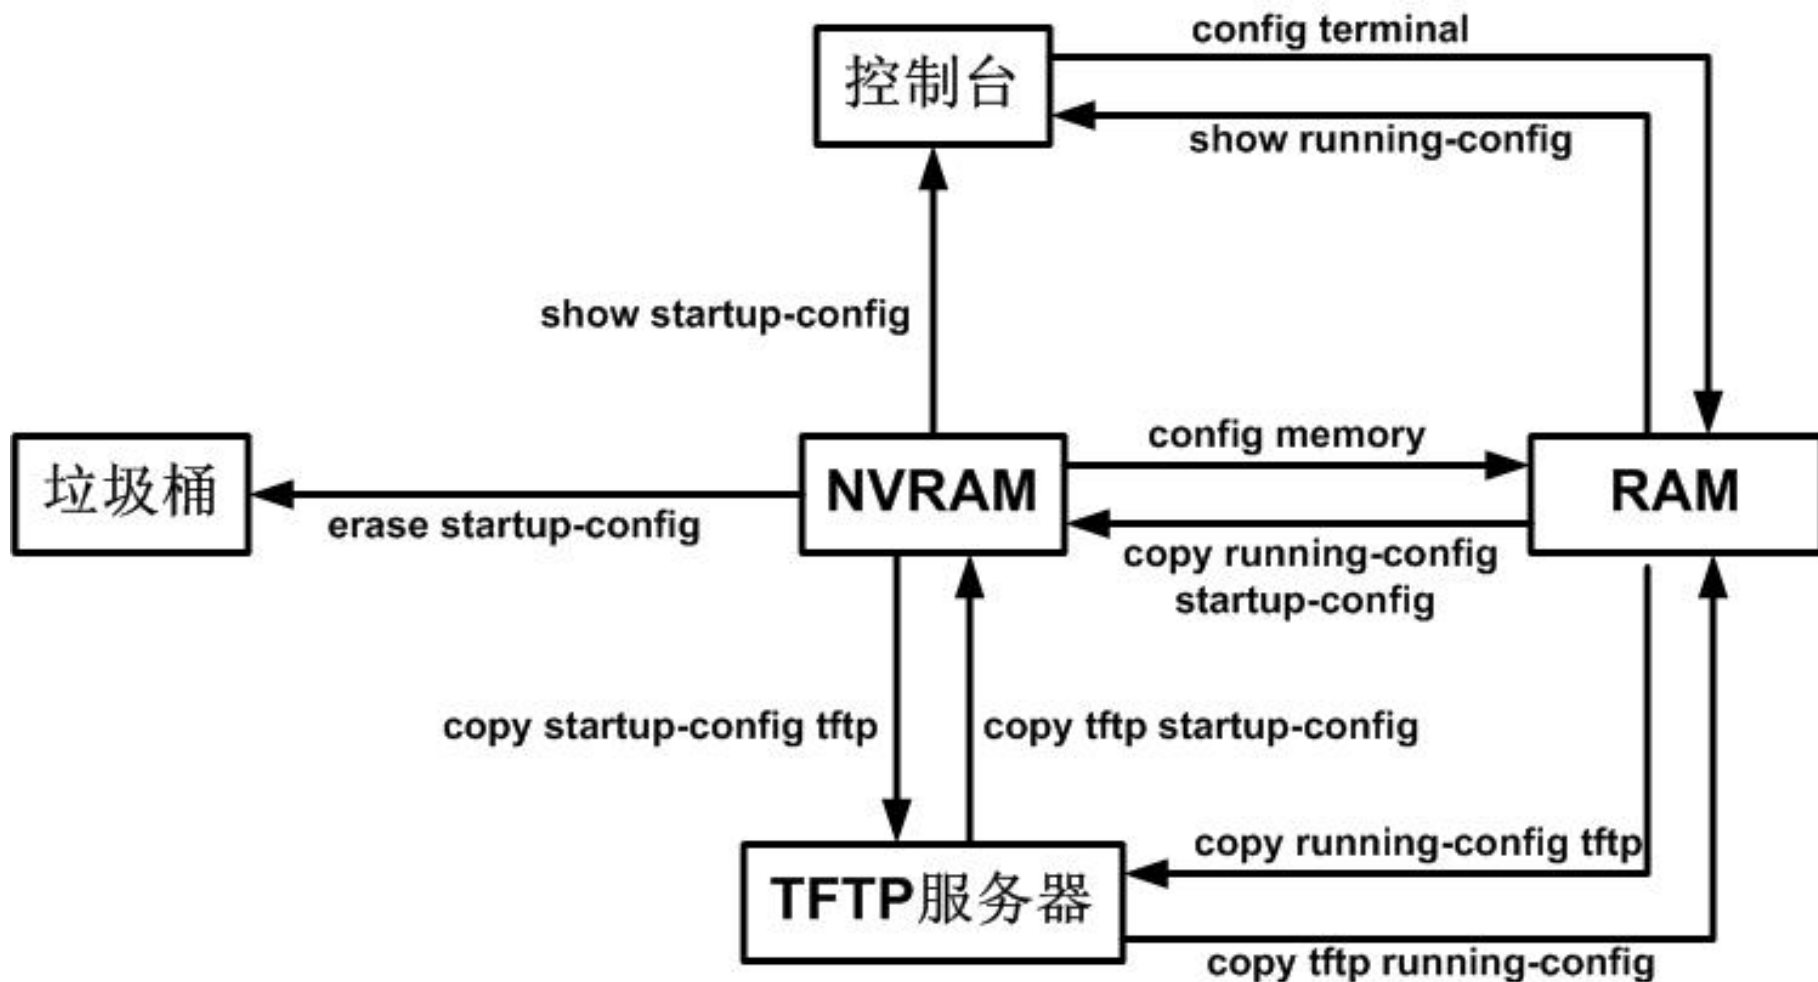 config terminal
控制台
show running-config
show startup-config
config memory
垃圾桶
NVRAM
RAM
erase startup-config
copy running-config
startup-config
copy startup-config tftp
copy tftp startup-config
copy running-config tftp
TFTP服务器
copy tftp running-config